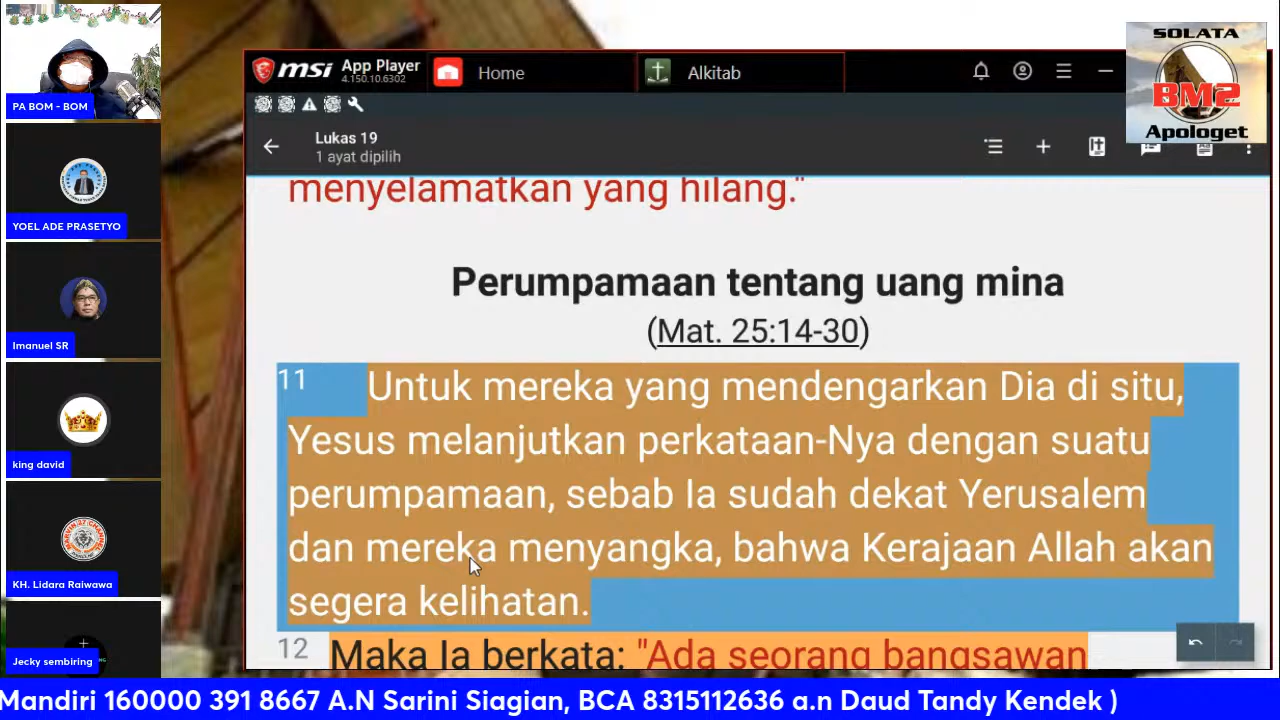 PA BOM - BOM
YOEL ADE PRASETYO
Imanuel SR
king david
KH. Lidara Raiwawa
Jecky sembiring
msi App Player
4.150.10.6302
Home
Alkitab
SOLATA
BM2
Apologet
Lukas 19
1 ayat dipilih
menyelamatkan yang hilang."
Perumpamaan tentang uang mina
(Mat. 25:14-30)
11 Untuk mereka yang mendengarkan Dia di situ,
Yesus melanjutkan perkataan-Nya dengan suatu
perumpamaan, sebab Ia sudah dekat Yerusalem
dan mereka menyangka, bahwa Kerajaan Allah akan
segera kelihatan.
12 Maka Ia berkata: "Ada seorang bangsawan
Mandiri 160000 391 8667 A.N Sarini Siagian, BCA 8315112636 a.n Daud Tandy Kendek )